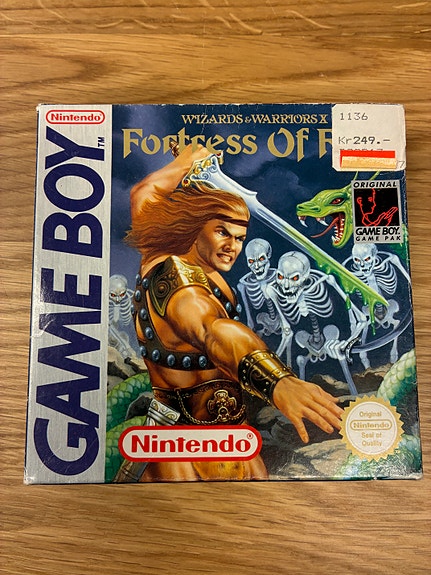 Nintendo
GAME BOY™
WIZARDS & WARRIORS X
Fortress Of F
1136
Kr 249.-
ORIGINAL
GAME BOY
GAME PAK
Nintendo®
Original
Nintendo
Seal of
Quality